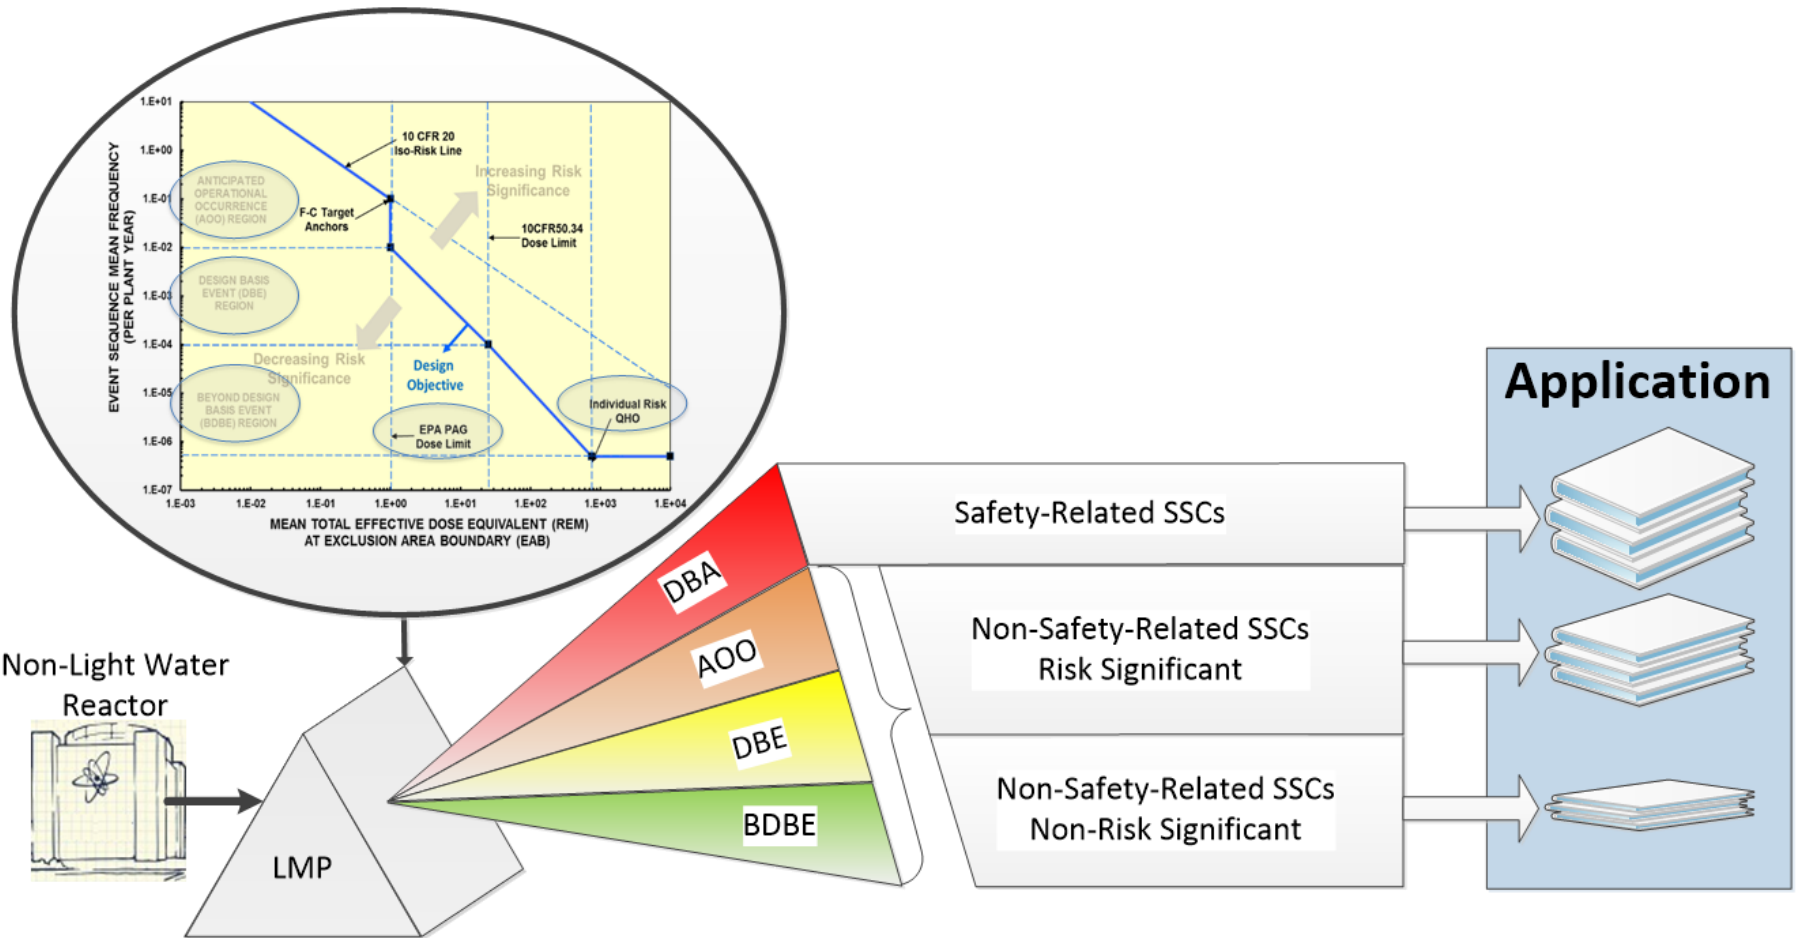 1.E+01
1.E+00
1.E-01
1.E-02
1.E-03
1.E-04
1.E-05
1.E-06
1.E-07
EVENT SEQUENCE MEAN FREQUENCY
(PER PLANT YEAR)
10 CFR 20
Iso-Risk Line
Increasing Risk
Significance
ANTICIPATED
OPERATIONAL
OCCURRENCE
(AOO) REGION
F-C Target
Anchors
10CFR50.34
Dose Limit
DESIGN BASIS
EVENT (DBE)
REGION
Decreasing Risk
Significance
Design
Objective
BEYOND DESIGN
BASIS EVENT
(BDBE) REGION
Individual Risk
QHO
EPA PAG
Dose Limit
1.E-03
1.E-02
1.E-01
1.E+00
1.E+01
1.E+02
1.E+03
1.E+04
MEAN TOTAL EFFECTIVE DOSE EQUIVALENT (REM)
AT EXCLUSION AREA BOUNDARY (EAB)
Non-Light Water
Reactor
LMP
DBA
AOO
DBE
BDBE
Safety-Related SSCs
Non-Safety-Related SSCs
Risk Significant
Non-Safety-Related SSCs
Non-Risk Significant
Application